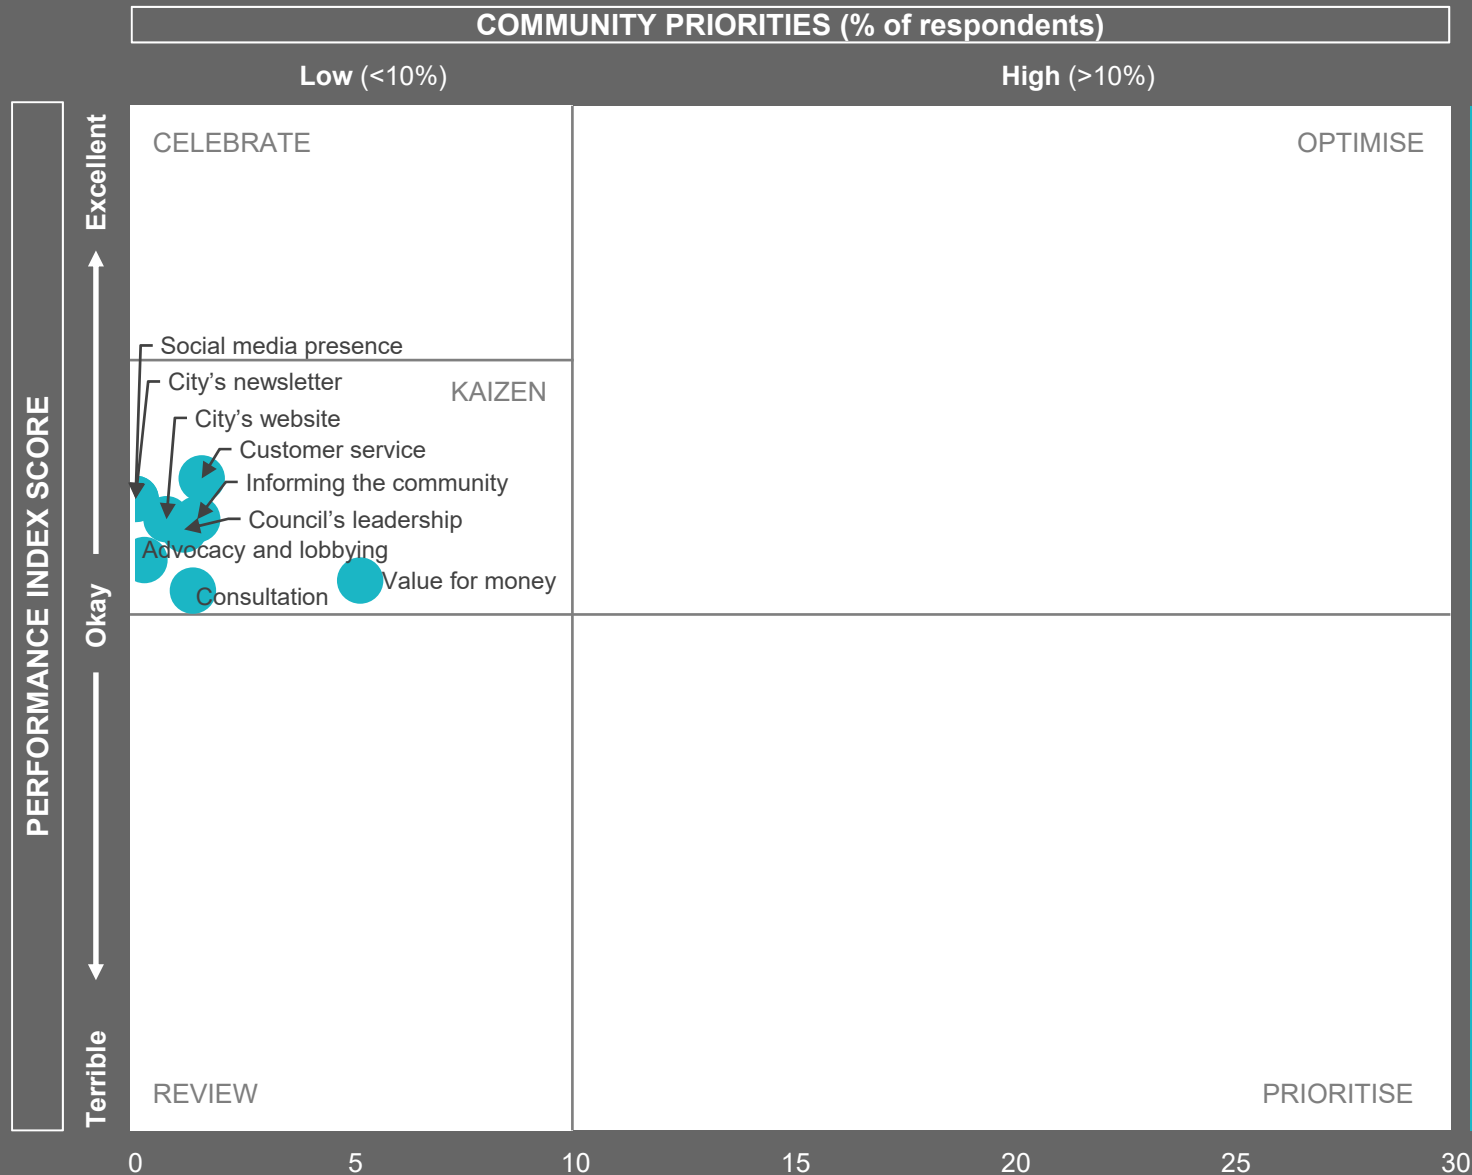 COMMUNITY PRIORITIES (% of respondents)
Low (<10%)
High (>10%)
PERFORMANCE INDEX SCORE
Excellent
Okay
Terrible
CELEBRATE
OPTIMISE
Social media presence
City’s newsletter
KAIZEN
City’s website
Customer service
Informing the community
Council’s leadership
Advocacy and lobbying
Value for money
Consultation
REVIEW
PRIORITISE
0 5 10 15 20 25 30